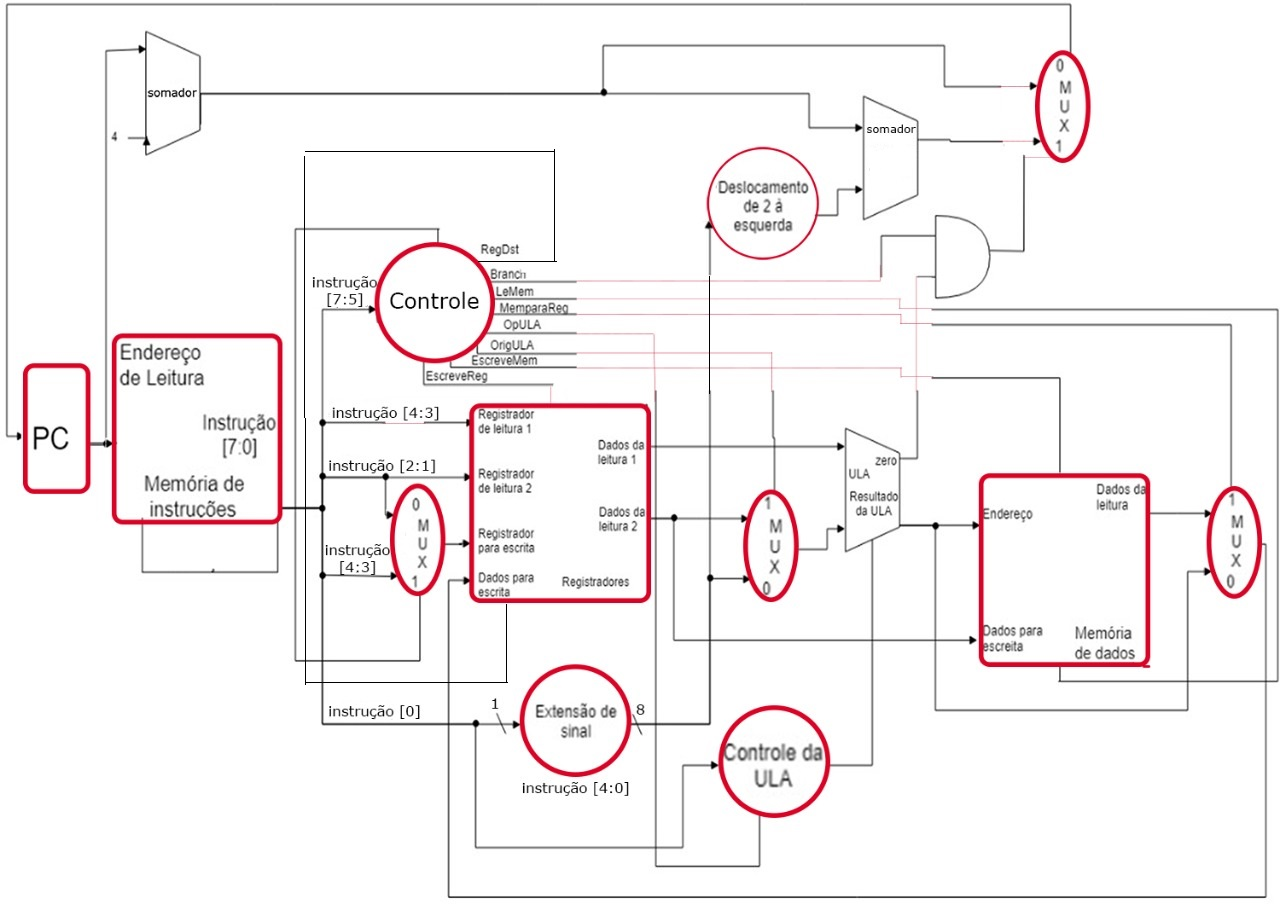 somador
4
0
M
U
X
1
somador
Deslocamento
de 2 à
esquerda
RegDst
Branch
LeMem
MemparaReg
OpULA
OrigULA
EscreveMem
EscreveReg
instrução
[7:5]
Controle
PC
Endereço
de Leitura
Instrução
[7:0]
Memória de
instruções
instrução [4:3]
instrução [2:1]
instrução
[4:3]
0
M
U
X
1
Registrador
de leitura 1
Registrador
de leitura 2
Registrador
para escrita
Dados para
escrita
Dados da
leitura 1
Dados da
leitura 2
Registradores
1
M
U
X
0
zero
ULA
Resultado
da ULA
Endereço
Dados da
leitura
Dados para
escreita
Memória
de dados
1
M
U
X
0
instrução [0]
1
Extensão de
sinal
8
instrução [4:0]
Controle da
ULA